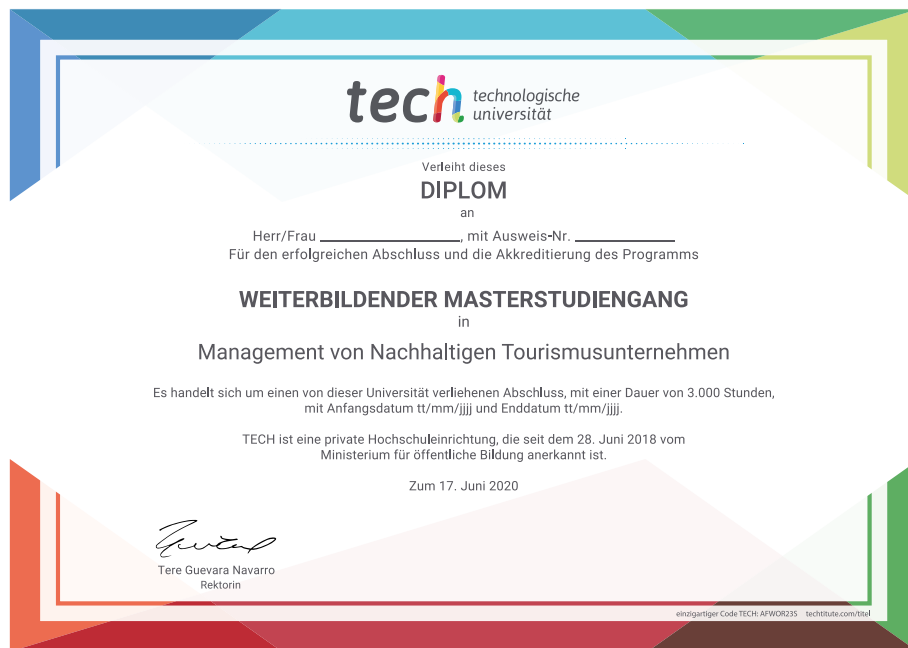 tech technologische
universität
Verleiht dieses
DIPLOM
an
Herr/Frau ____________________, mit Ausweis-Nr. ______________
Für den erfolgreichen Abschluss und die Akkreditierung des Programms
WEITERBILDENDER MASTERSTUDIENGANG
in
Management von Nachhaltigen Tourismusunternehmen
Es handelt sich um einen von dieser Universität verliehenen Abschluss, mit einer Dauer von 3.000 Stunden,
mit Anfangsdatum tt/mm/jjjj und Enddatum tt/mm/jjjj.
TECH ist eine private Hochschuleinrichtung, die seit dem 28. Juni 2018 vom
Ministerium für öffentliche Bildung anerkannt ist.
Zum 17. Juni 2020
Tere Guevara Navarro
Rektorin
einzigartiger Code TECH: AFWOR23S techtitute.com/titel